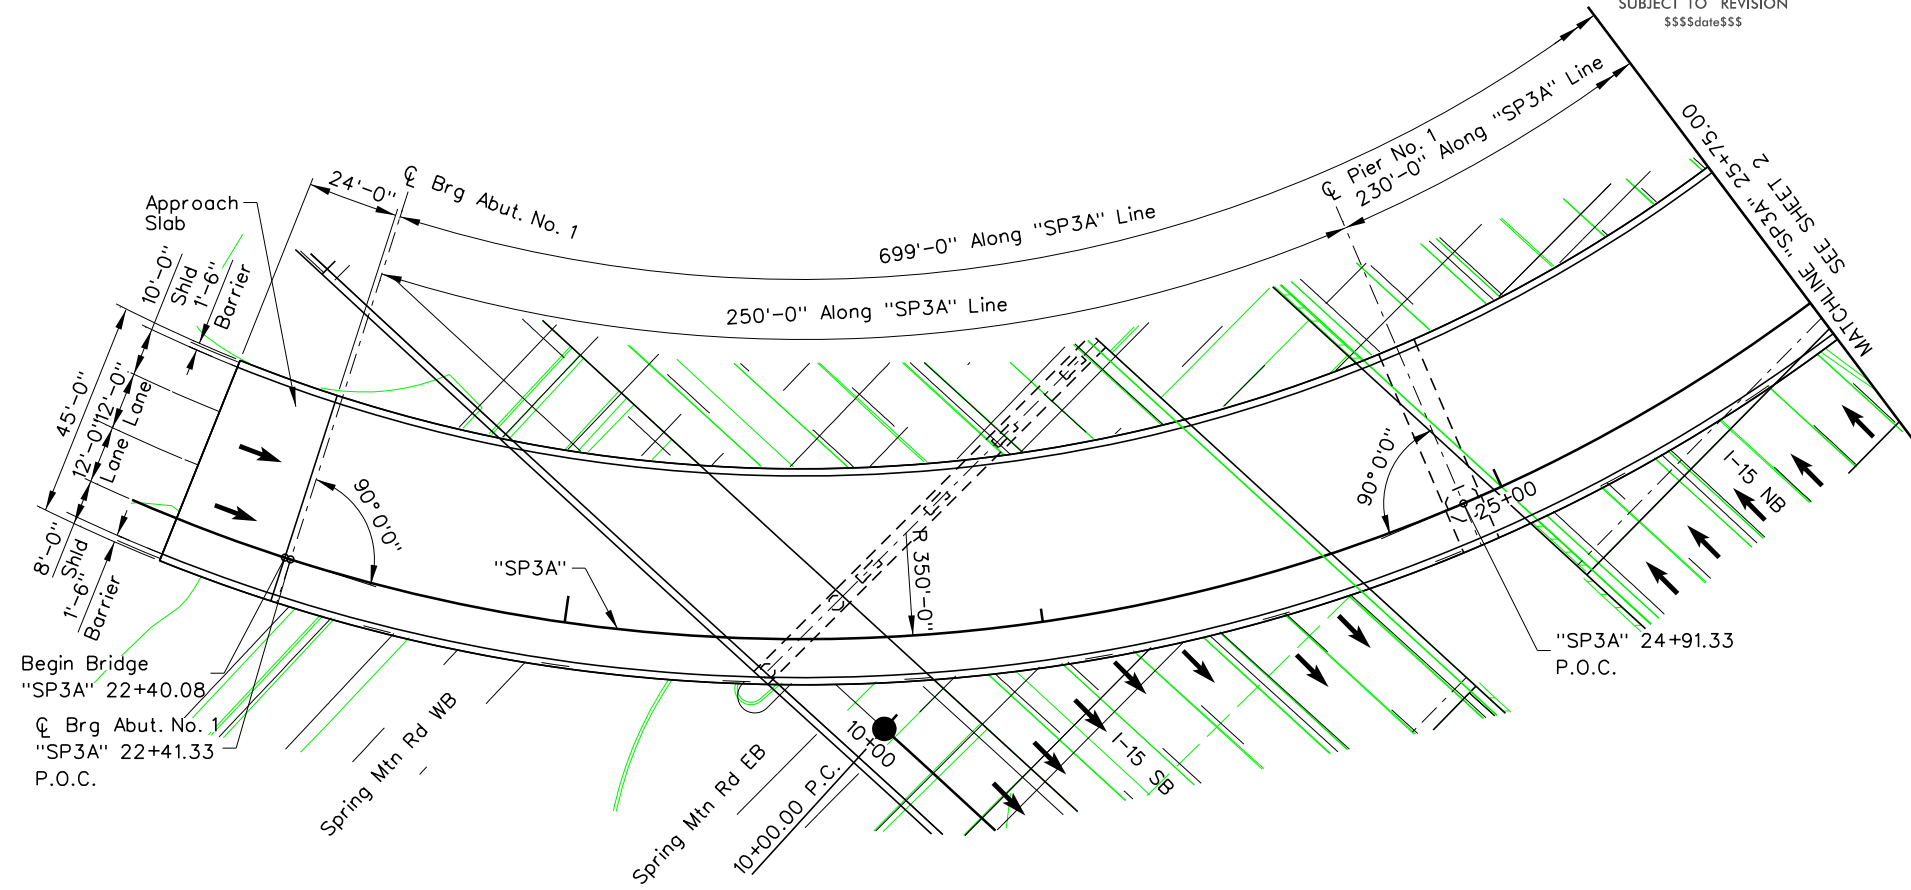 SUBJECT TO REVISION
$$$$date$$$
24'-0"
℄ Brg Abut. No. 1
699'-0" Along "SP3A" Line
250'-0" Along "SP3A" Line
℄ Pier No. 1
230'-0" Along "SP3A" Line
MATCHLINE "SP3A" 25+75.00
SEE SHEET 2
Approach
Slab
10'-0"
Shld
1'-6"
Barrier
45'-0"
12'-0"
Lane
12'-0"
Lane
8'-0"
Shld
1'-6"
Barrier
90° 0'0"
"SP3A"
R 350'-0"
90° 0'0"
25+00
I-15 NB
"SP3A" 24+91.33
P.O.C.
Begin Bridge
"SP3A" 22+40.08
℄ Brg Abut. No. 1
"SP3A" 22+41.33
P.O.C.
Spring Mtn Rd WB
Spring Mtn Rd EB
10+00.00 P.C.
10+00
I-15 SB